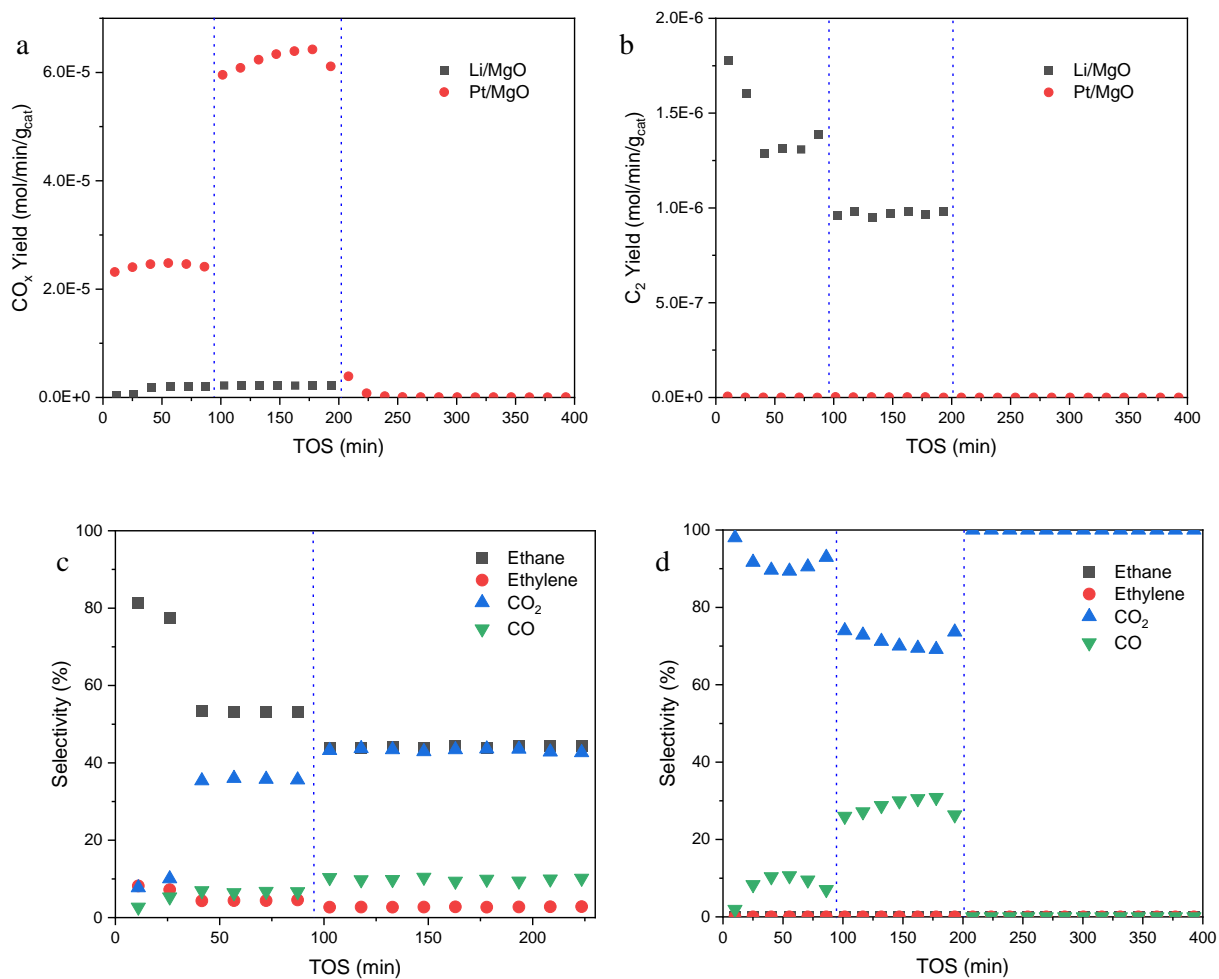 a
COx Yield (mol/min/gcat)
6.0E-5
4.0E-5
2.0E-5
0.0E+0
Li/MgO
Pt/MgO
0 50 100 150 200 250 300 350 400
TOS (min)
b
C2 Yield (mol/min/gcat)
2.0E-6
1.5E-6
1.0E-6
5.0E-7
0.0E+0
Li/MgO
Pt/MgO
0 50 100 150 200 250 300 350 400
TOS (min)
c
Selectivity (%)
100
80
60
40
20
0
Ethane
Ethylene
CO2
CO
0 50 100 150 200
TOS (min)
d
Selectivity (%)
100
80
60
40
20
0
Ethane
Ethylene
CO2
CO
0 50 100 150 200 250 300 350 400
TOS (min)